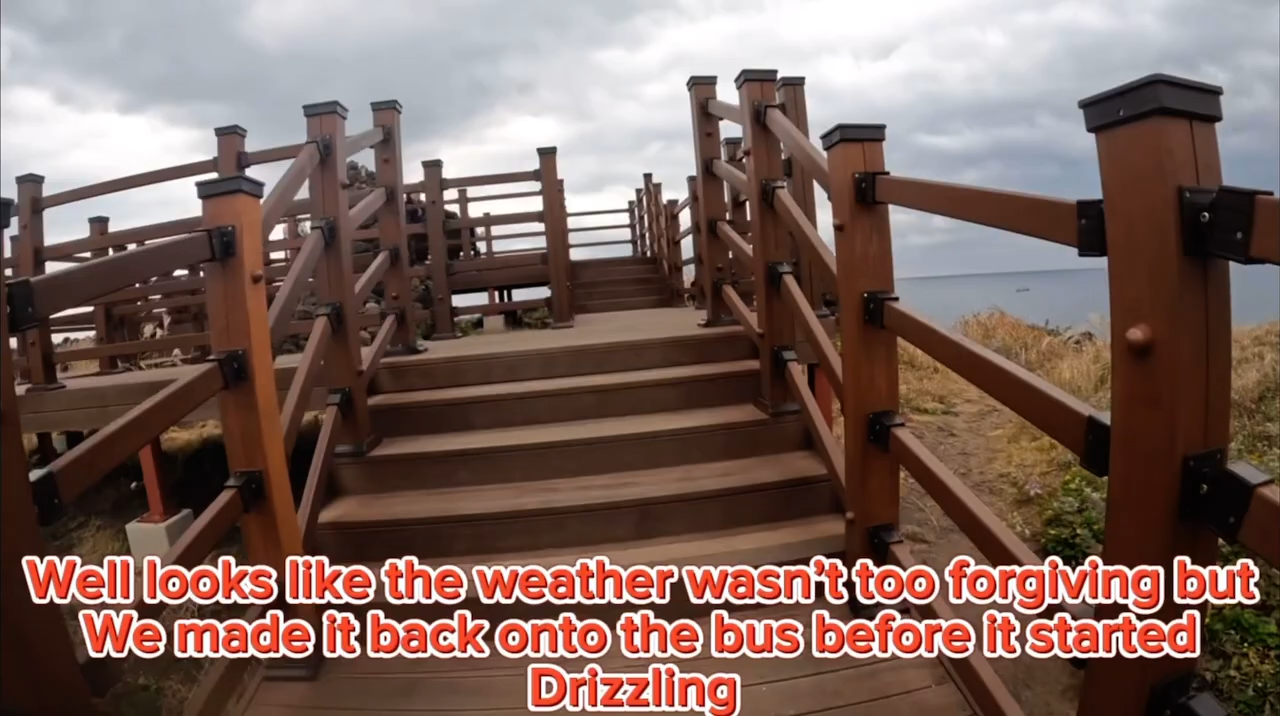 Well looks like the weather wasn't too forgiving but
We made it back onto the bus before it started
Drizzling